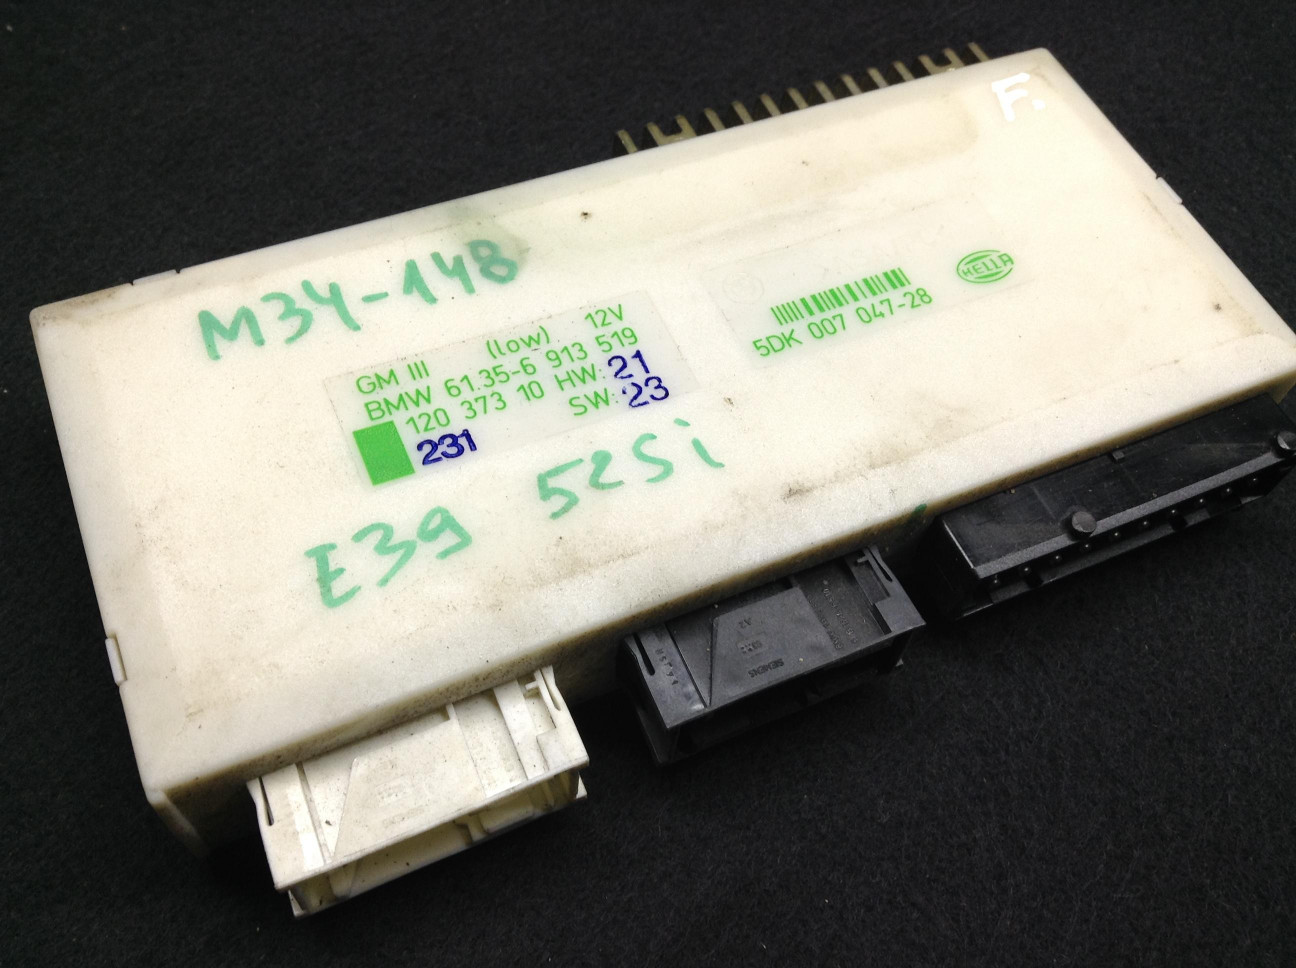 F.
M34-148
GM III (low) 12V
BMW 61.35-6 913 519
120 373 10 HW: 21
SW: 23
231
HELLA
5DK 007 047-28
E39 525i
SIEMENS